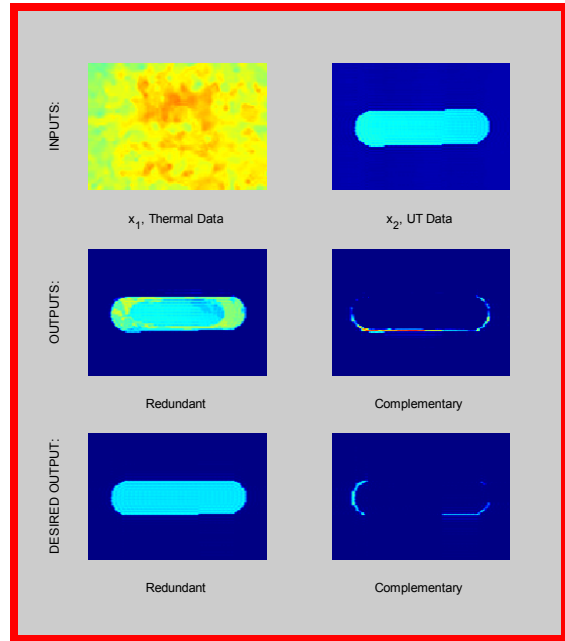 INPUTS:
x1, Thermal Data
x2, UT Data
OUTPUTS:
Redundant
Complementary
DESIRED OUTPUT:
Redundant
Complementary